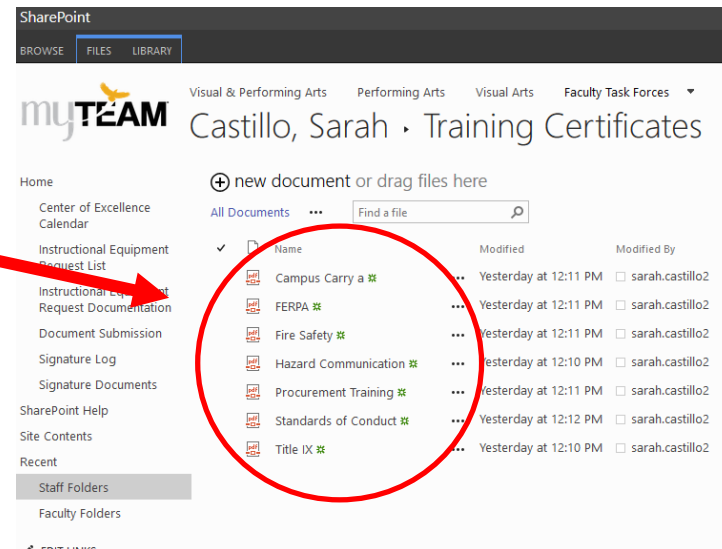 SharePoint
BROWSE FILES LIBRARY
myTEAM
Visual & Performing Arts Performing Arts Visual Arts Faculty Task Forces
Castillo, Sarah Training Certificates
Home
Center of Excellence
Calendar
Instructional Equipment
Request List
Instructional Equipment
Request Documentation
Document Submission
Signature Log
Signature Documents
SharePoint Help
Site Contents
Recent
Staff Folders
Faculty Folders
EDIT LINKS
new document or drag files here
All Documents ••• Find a file
Name Modified Modified By
Campus Carry a ••• Yesterday at 12:11 PM sarah.castillo2
FERPA ••• Yesterday at 12:11 PM sarah.castillo2
Fire Safety ••• Yesterday at 12:11 PM sarah.castillo2
Hazard Communication ••• Yesterday at 12:10 PM sarah.castillo2
Procurement Training ••• Yesterday at 12:11 PM sarah.castillo2
Standards of Conduct ••• Yesterday at 12:12 PM sarah.castillo2
Title IX ••• Yesterday at 12:10 PM sarah.castillo2